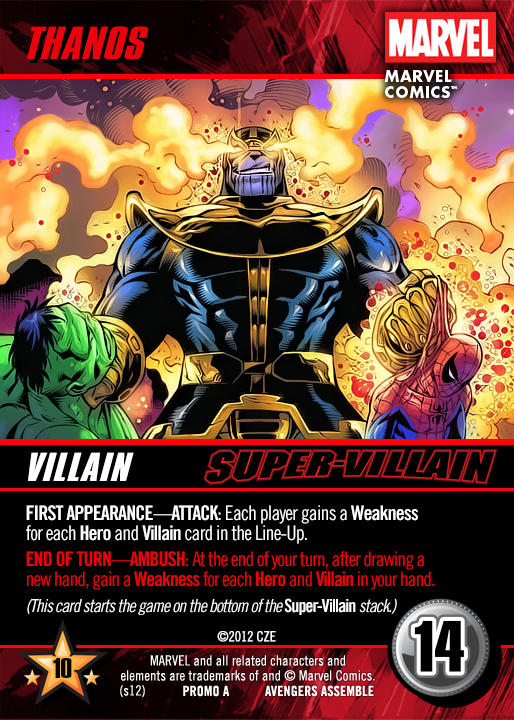 THANOS
MARVEL
MARVEL
COMICS™
VILLAIN
SUPER-VILLAIN
FIRST APPEARANCE—ATTACK: Each player gains a Weakness
for each Hero and Villain card in the Line-Up.
END OF TURN—AMBUSH: At the end of your turn, after drawing a
new hand, gain a Weakness for each Hero and Villain in your hand.
(This card starts the game on the bottom of the Super-Villain stack.)
©2012 CZE
10
MARVEL and all related characters and
elements are trademarks of and © Marvel Comics.
(s12) PROMO A AVENGERS ASSEMBLE
14